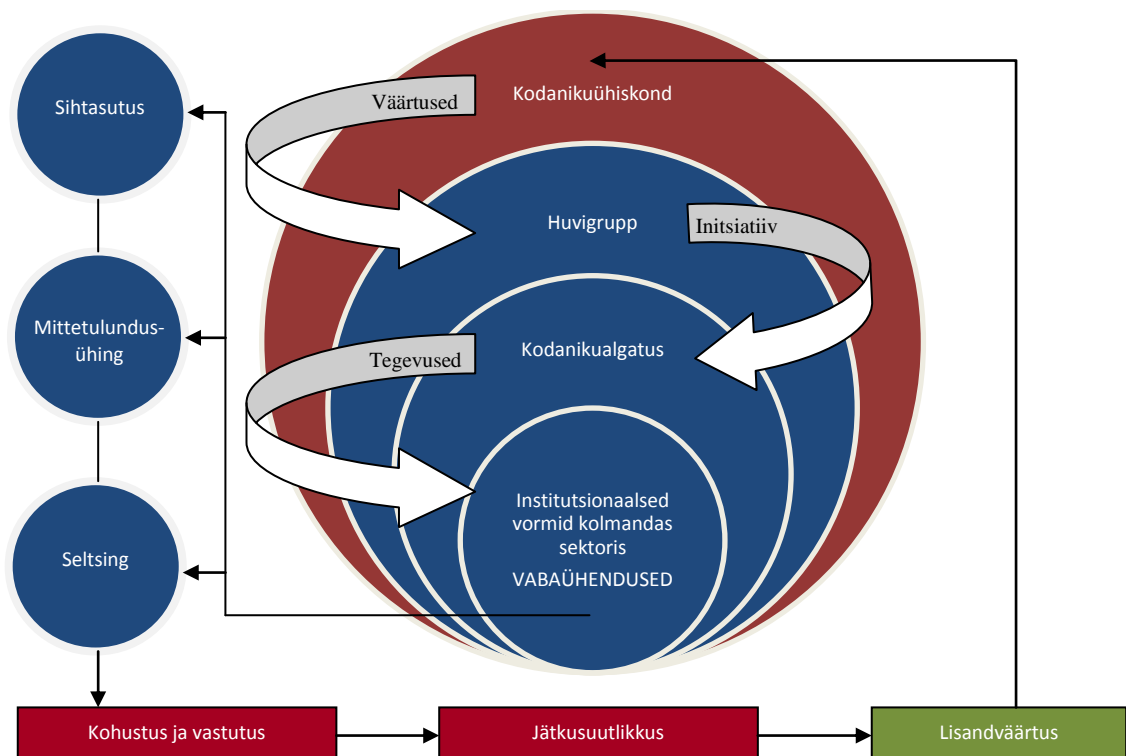 Sihtasutus
Mittetulundus-
ühing
Seltsing
Kodanikuühiskond
Väärtused
Huvigrupp
Initsiatiiv
Kodanikualgatus
Tegevused
Institutsionaalsed
vormid kolmandas
sektoris
VABAÜHENDUSED
Kohustus ja vastutus
Jätkusuutlikkus
Lisandväärtus